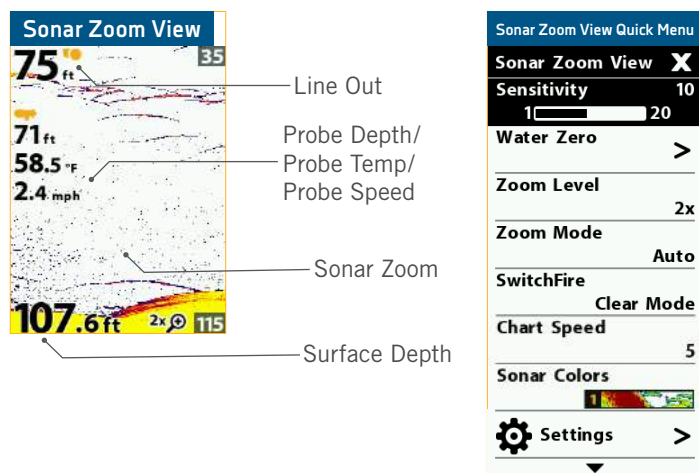 Sonar Zoom View
75 ft
35
Line Out
71 ft
58.5 °F
2.4 mph
Probe Depth/
Probe Temp/
Probe Speed
Sonar Zoom
107.6 ft
2x
115
Surface Depth
Sonar Zoom View Quick Menu
Sonar Zoom View X
Sensitivity 10
1 20
Water Zero >
Zoom Level
2x
Zoom Mode
Auto
SwitchFire
Clear Mode
Chart Speed
5
Sonar Colors
1
Settings >